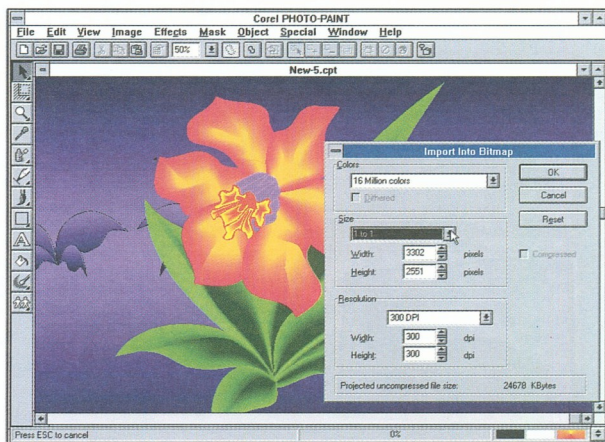 Corel PHOTO-PAINT
File Edit View Image Effects Mask Object Special Window Help
50%
New-5.cpt
Import Into Bitmap
Colors
16 Million colors
Dithered
OK
Cancel
Reset
Size
1 to 1
Width: 3302 pixels
Height: 2551 pixels
Compressed
Resolution
300 DPI
Width: 300 dpi
Height: 300 dpi
Projected uncompressed file size: 24678 KBytes
Press ESC to cancel 0%